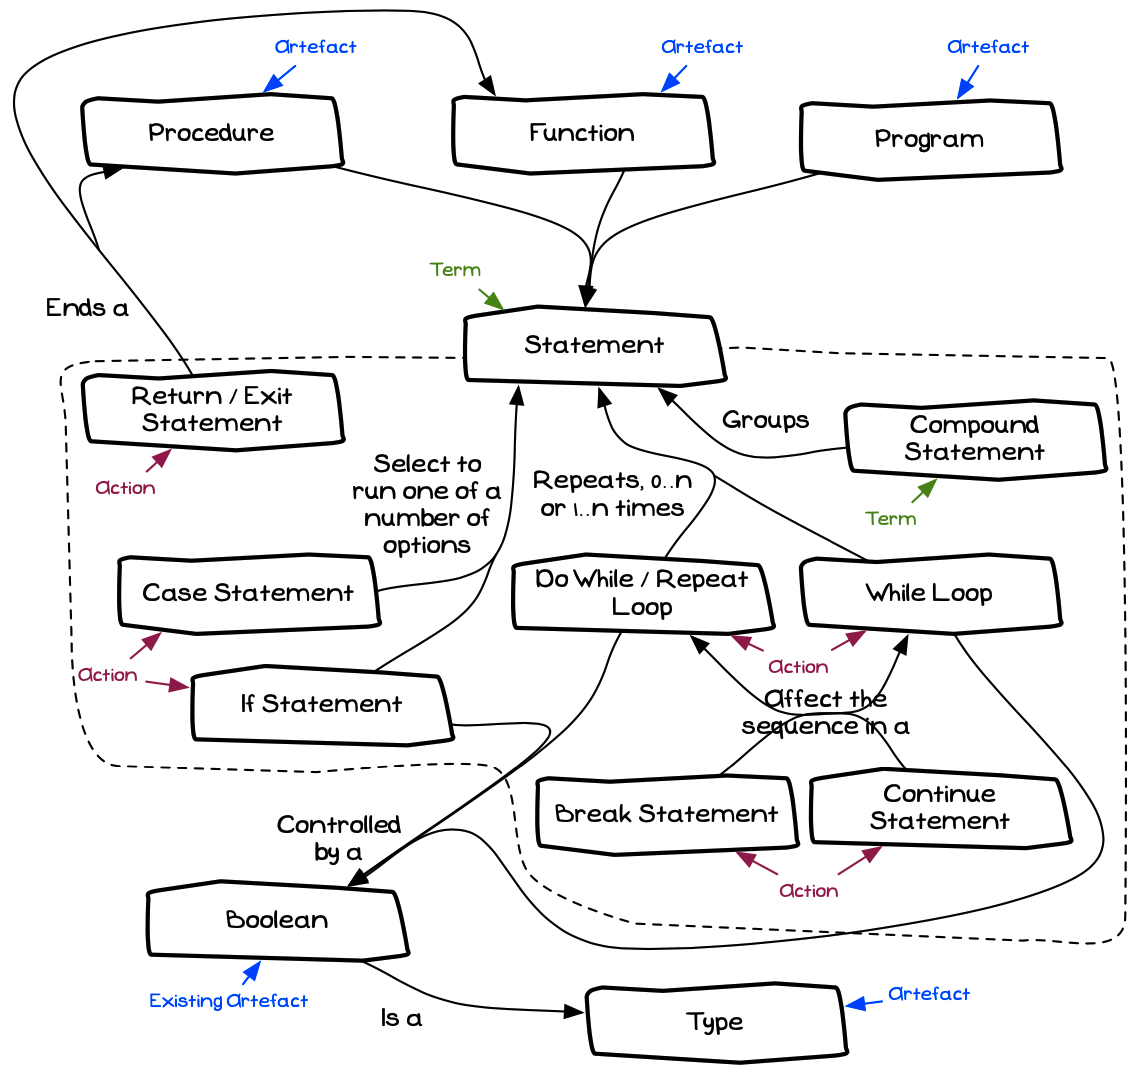 Artefact
Artefact
Artefact
Procedure
Function
Program
Term
Ends a
Statement
Return / Exit
Statement
Action
Groups
Compound
Statement
Term
Select to
run one of a
number of
options
Repeats, 0..n
or 1..n times
Case Statement
Do While / Repeat
Loop
While Loop
Action
Action
If Statement
Affect the
sequence in a
Break Statement
Continue
Statement
Action
Controlled
by a
Boolean
Existing Artefact
Is a
Type
Artefact